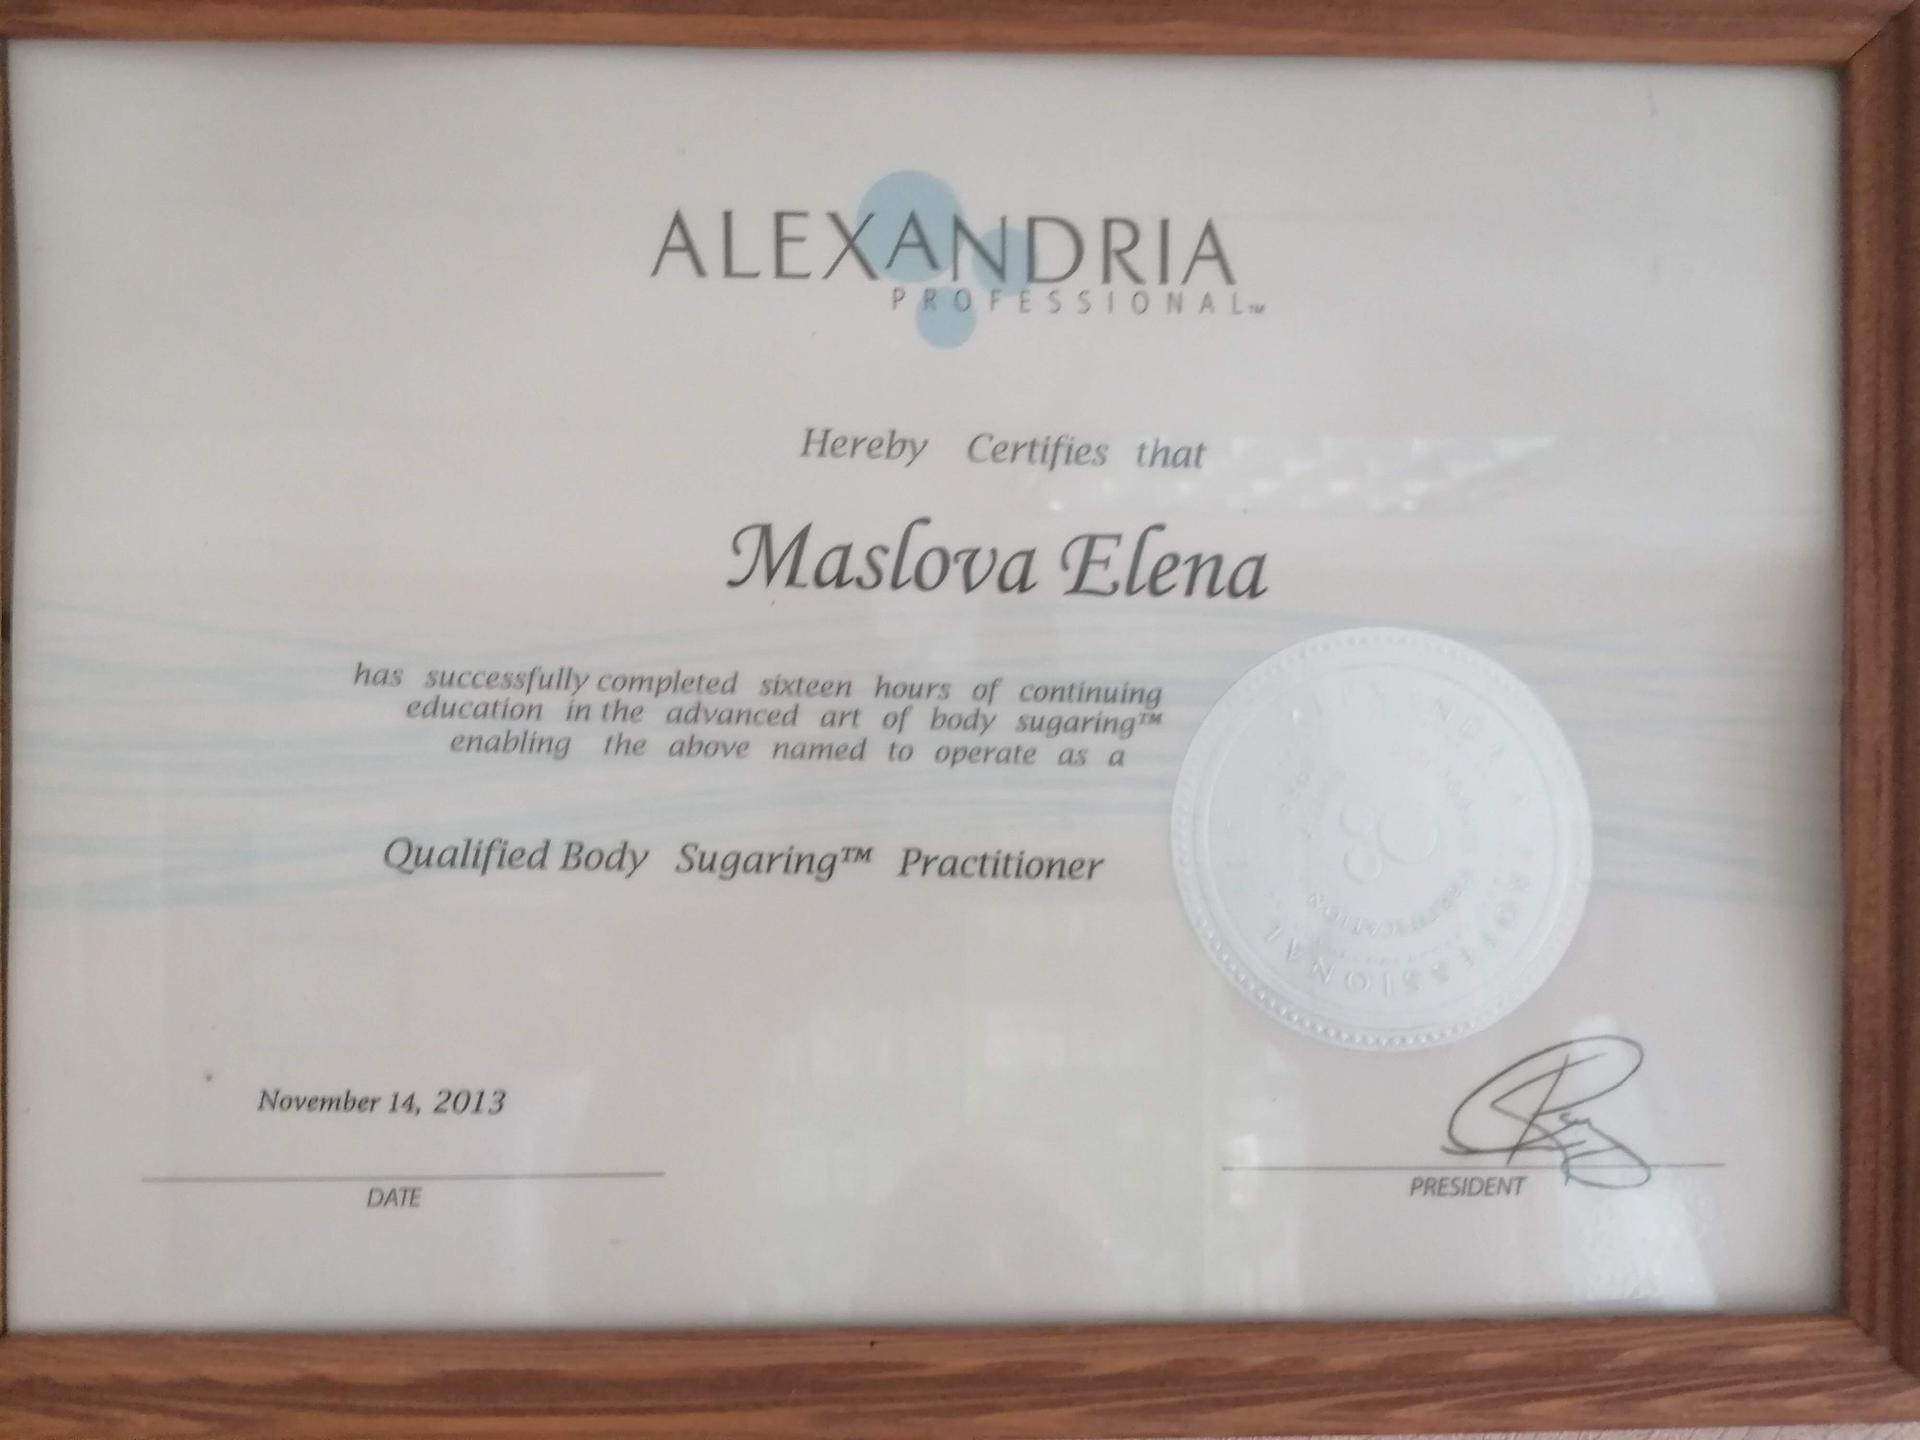 ALEXANDRIA
PROFESSIONAL™
Hereby Certifies that
Maslova Elena
has successfully completed sixteen hours of continuing
education in the advanced art of body sugaring™
enabling the above named to operate as a
Qualified Body Sugaring™ Practitioner
November 14, 2013
DATE
PRESIDENT